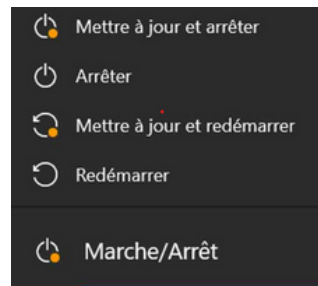 Mettre à jour et arrêter
Arrêter
Mettre à jour et redémarrer
Redémarrer
Marche/Arrêt